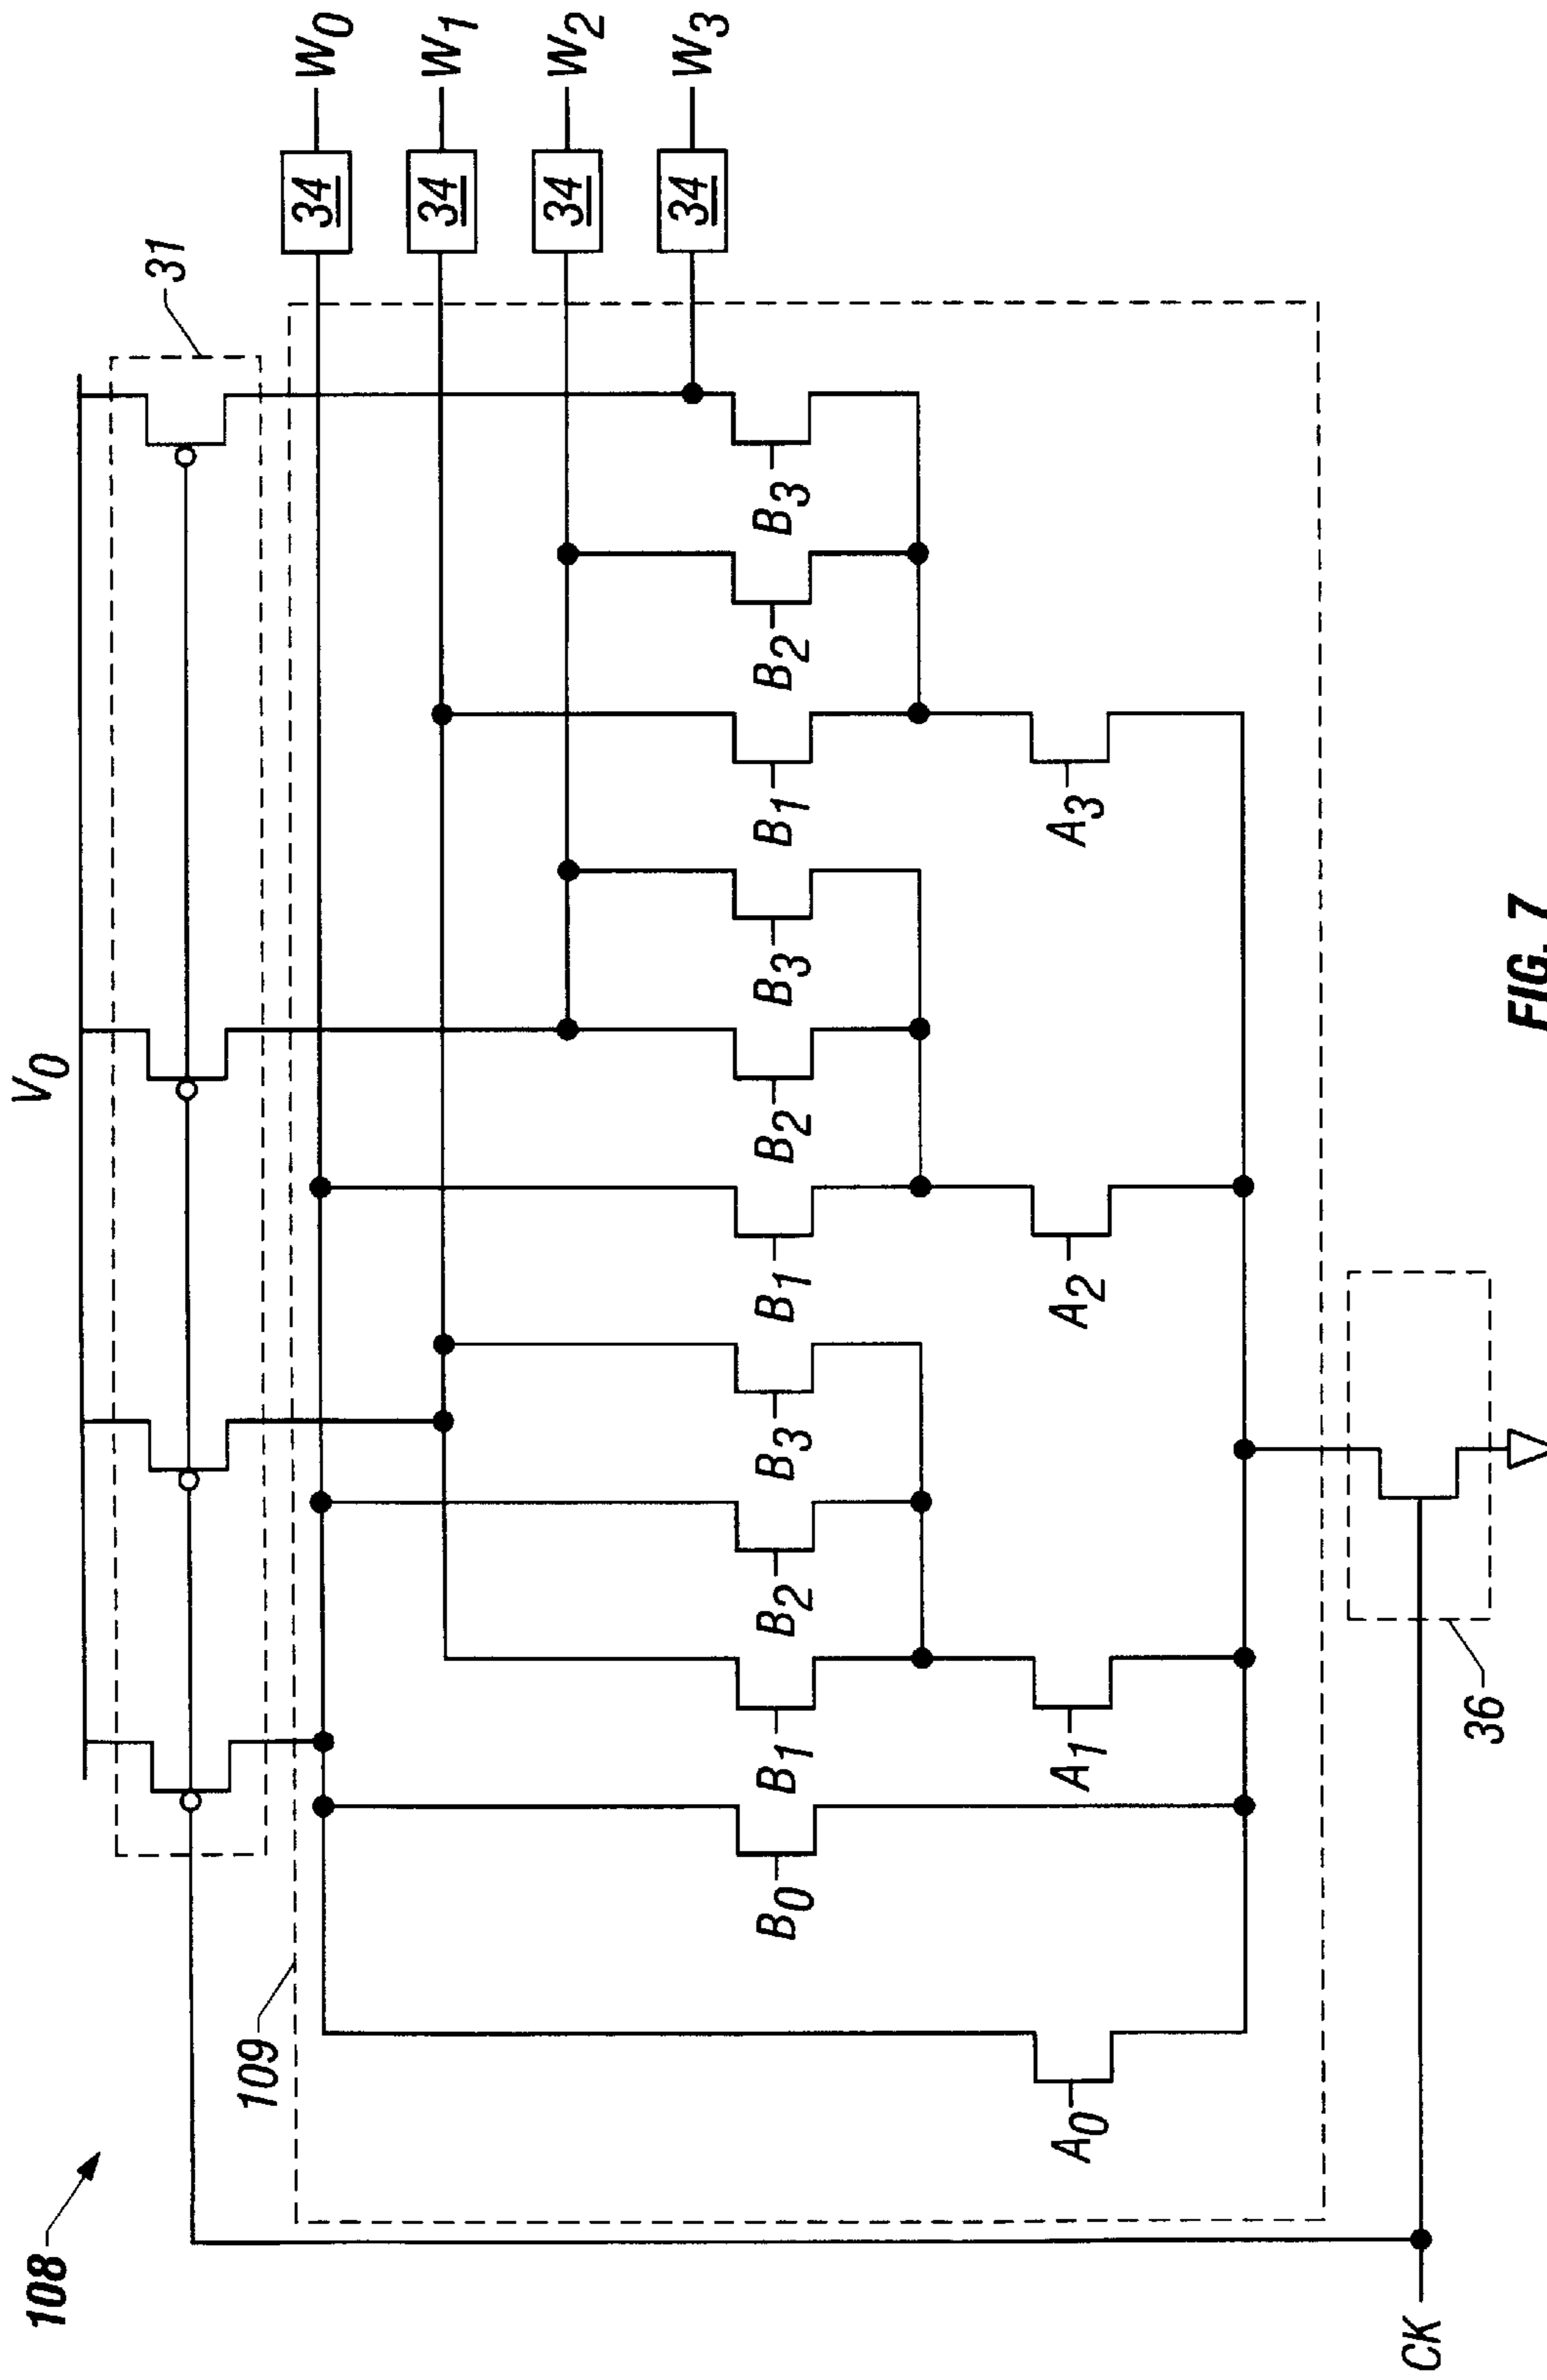 108
V0
31
109
34 W0
34 W1
34 W2
34 W3
B0 B1 B2 B3 B1 B2 B3 B1 B2 B3
A0 A1 A2 A3
36
CK
FIG. 7